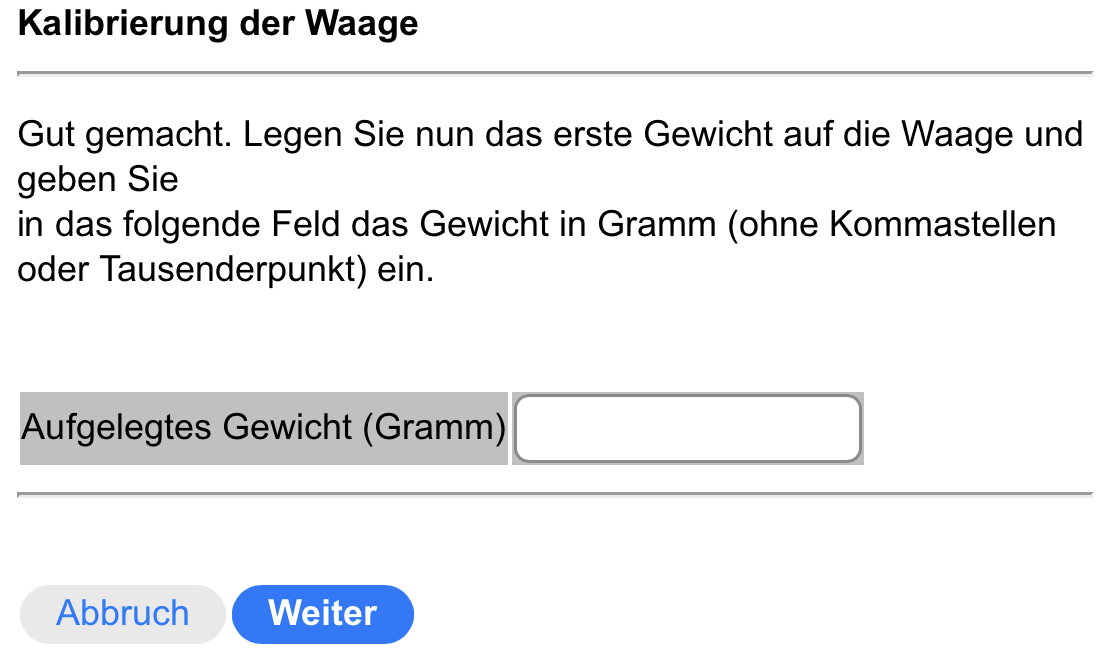 Kalibrierung der Waage
Gut gemacht. Legen Sie nun das erste Gewicht auf die Waage und
geben Sie
in das folgende Feld das Gewicht in Gramm (ohne Kommastellen
oder Tausenderpunkt) ein.
Aufgelegtes Gewicht (Gramm)
Abbruch Weiter